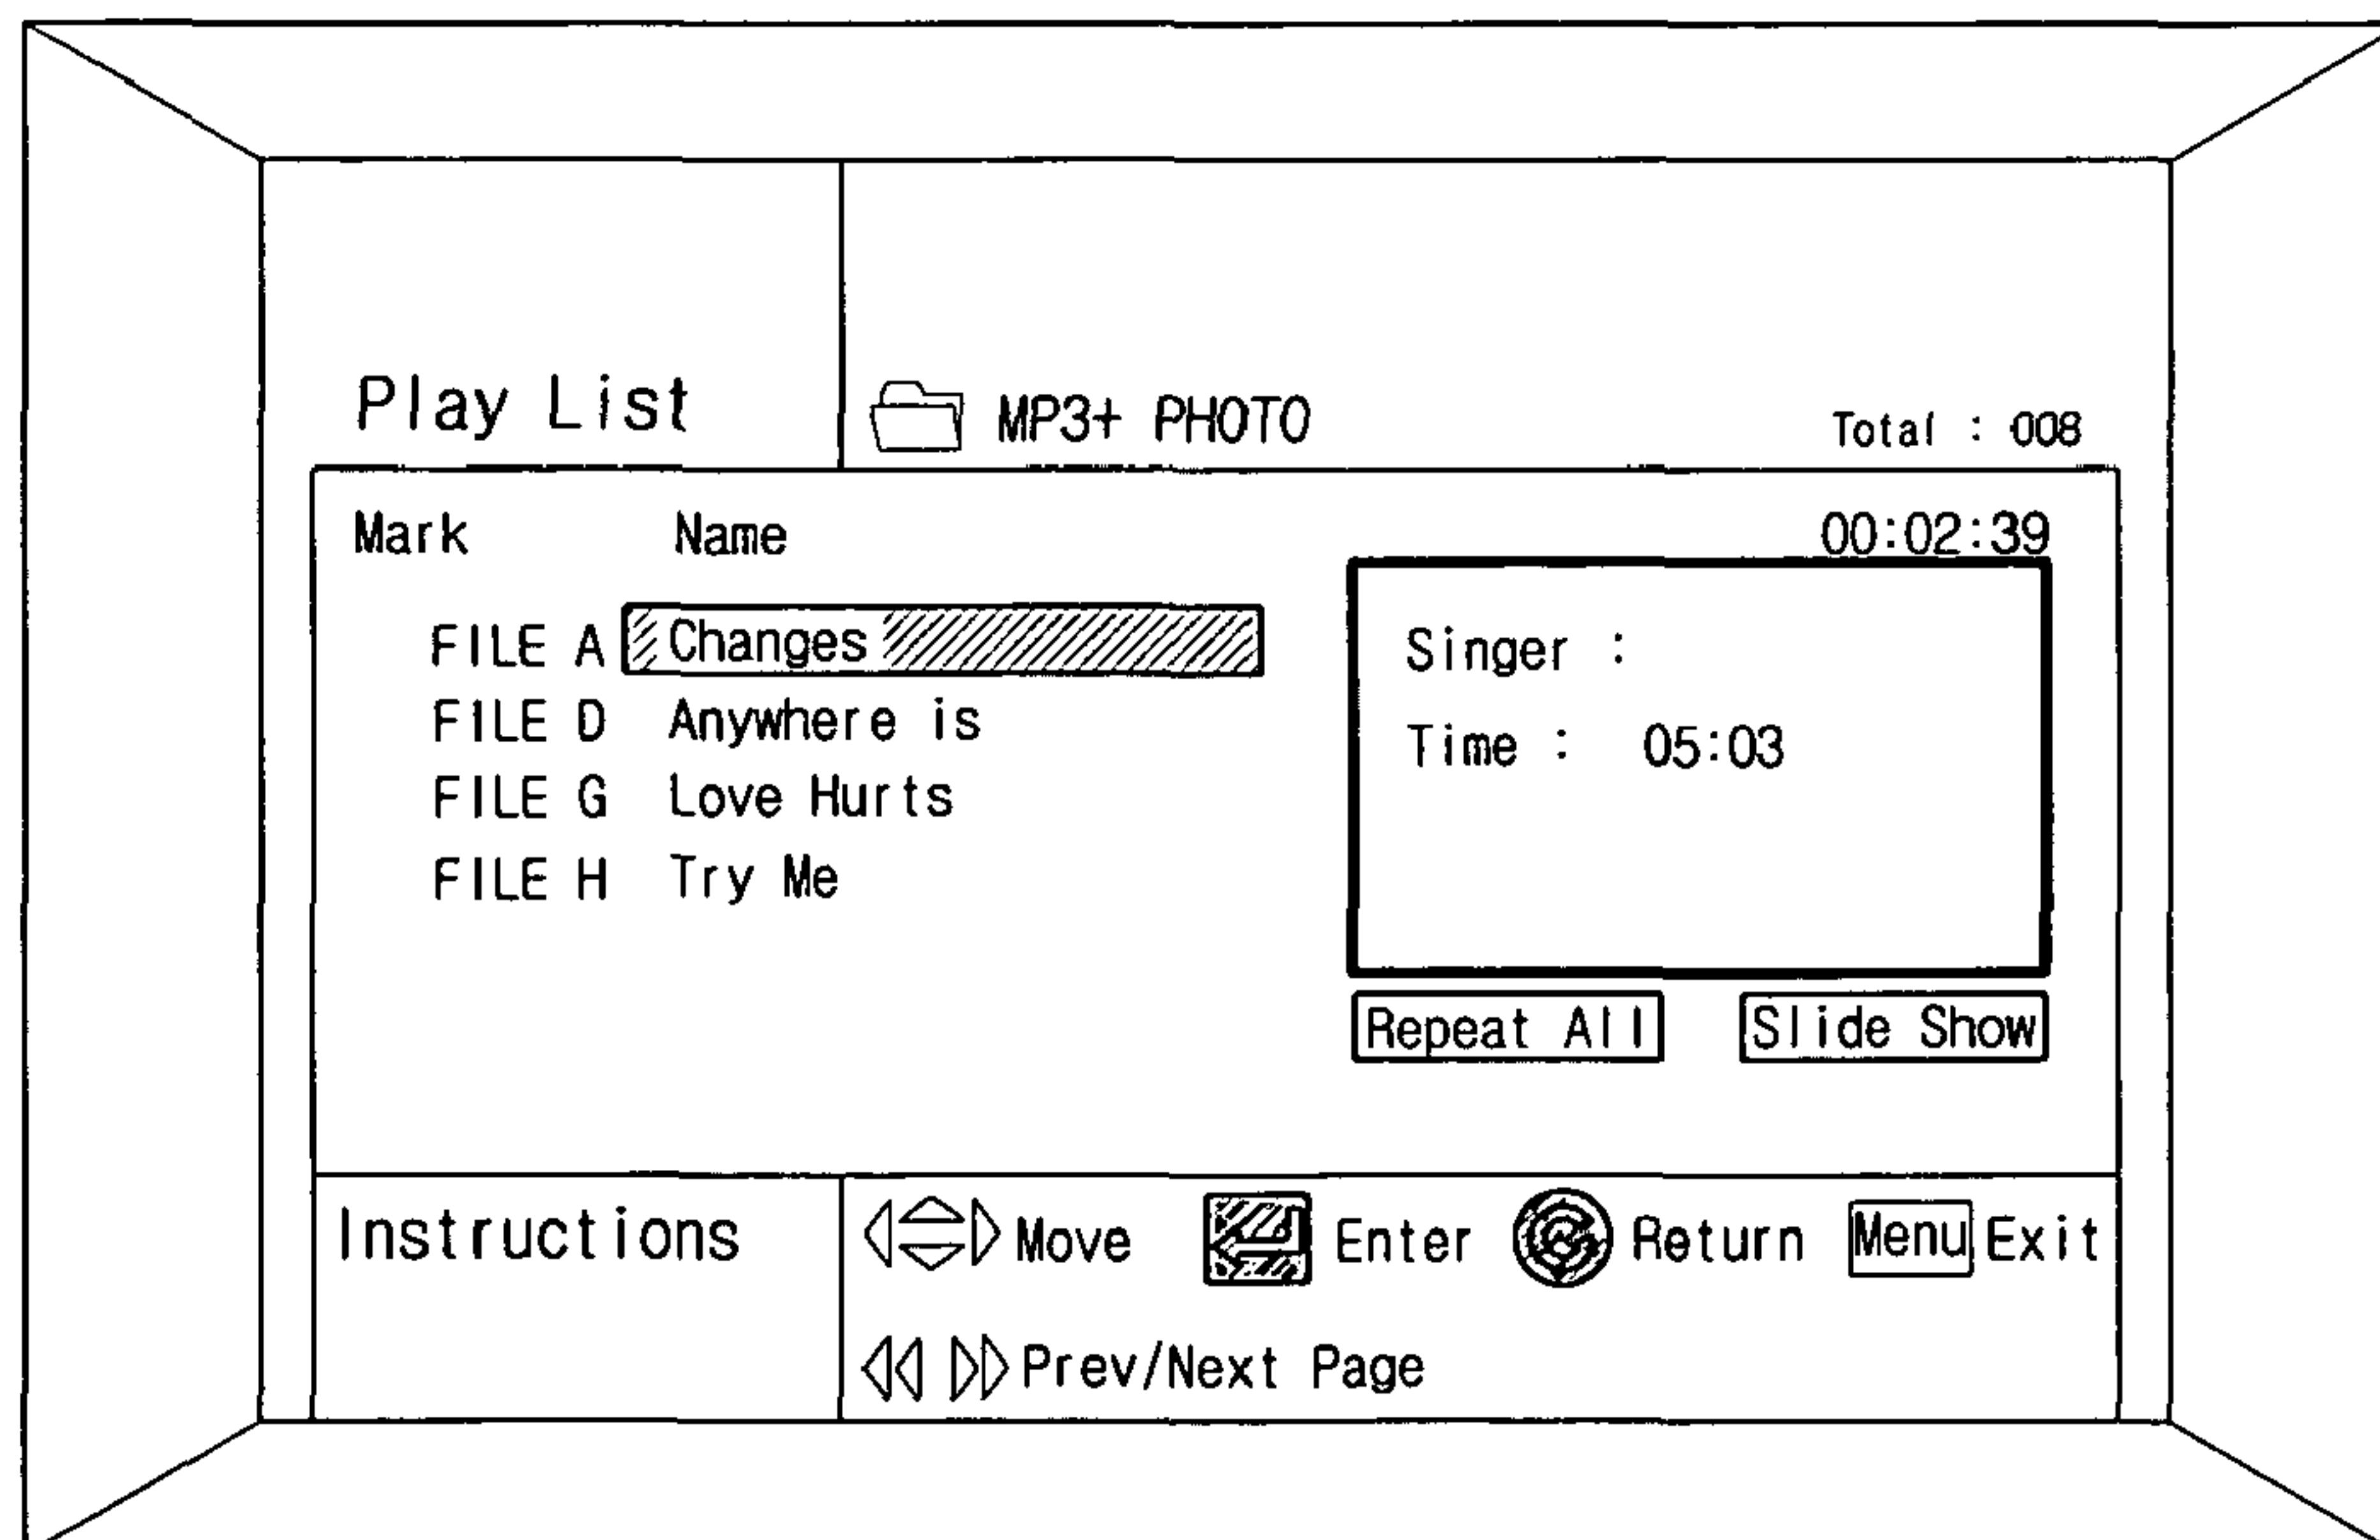 Play List
MP3+ PHOTO
Total : 008
Mark Name 00:02:39
FILE A Changes
FILE D Anywhere is
FILE G Love Hurts
FILE H Try Me
Singer :
Time : 05:03
Repeat All Slide Show
Instructions Move Enter Return Menu Exit
Prev/Next Page